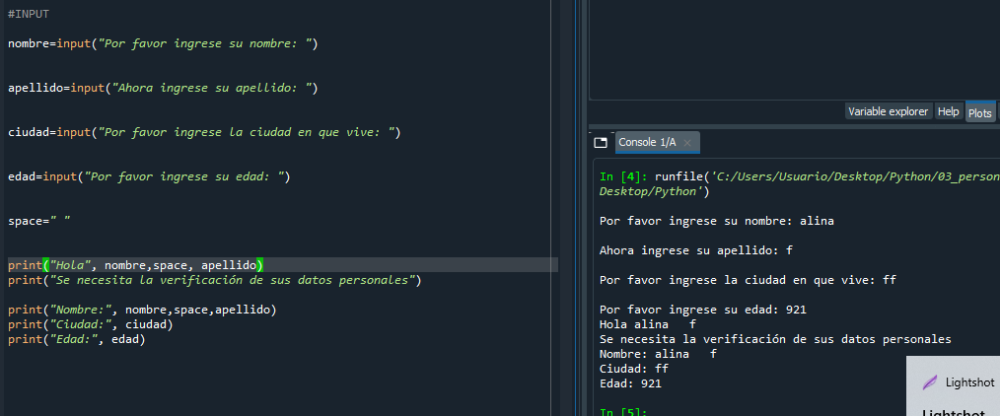 #INPUT
nombre=input("Por favor ingrese su nombre: ")
apellido=input("Ahora ingrese su apellido: ")
ciudad=input("Por favor ingrese la ciudad en que vive: ")
edad=input("Por favor ingrese su edad: ")
space=" "
print("Hola", nombre,space, apellido)
print("Se necesita la verificación de sus datos personales")
print("Nombre:", nombre,space,apellido)
print("Ciudad:", ciudad)
print("Edad:", edad)
Variable explorer Help Plots
Console 1/A
In [4]: runfile('C:/Users/Usuario/Desktop/Python/03_person
Desktop/Python')
Por favor ingrese su nombre: alina
Ahora ingrese su apellido: f
Por favor ingrese la ciudad en que vive: ff
Por favor ingrese su edad: 921
Hola alina   f
Se necesita la verificación de sus datos personales
Nombre: alina   f
Ciudad: ff
Edad: 921
In [5]:
Lightshot
Lightshot